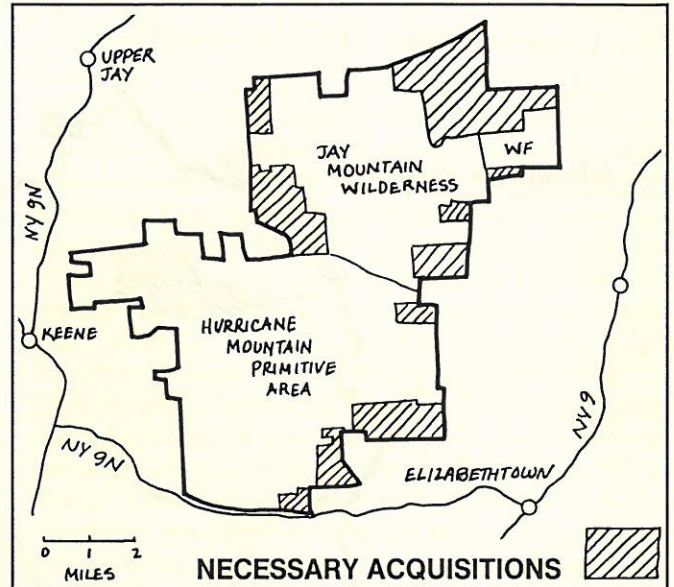 UPPER
JAY
NY 9N
JAY
MOUNTAIN
WILDERNESS
WF
KEENE
HURRICANE
MOUNTAIN
PRIMITIVE
AREA
NY 9
NY 9N
ELIZABETHTOWN
0 1 2
MILES
NECESSARY ACQUISITIONS